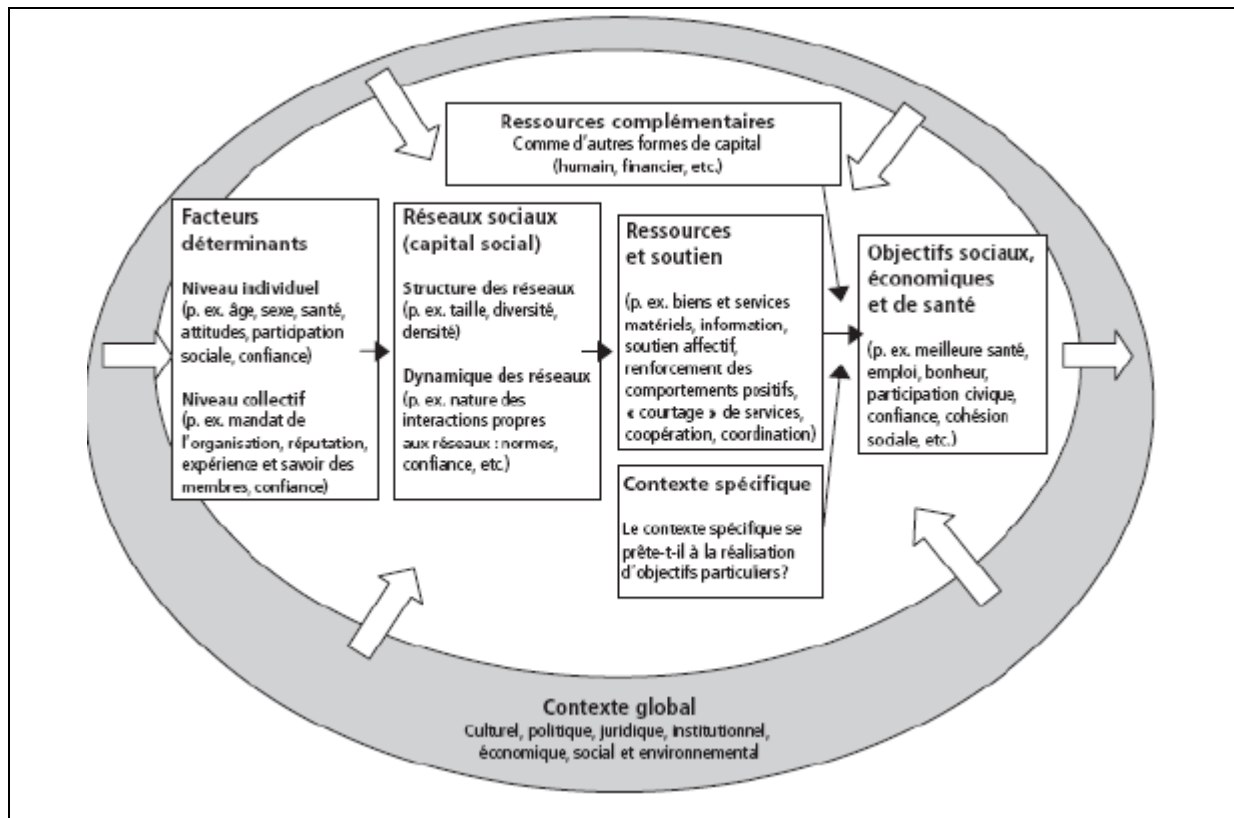 Ressources complémentaires
Comme d'autres formes de capital
(humain, financier, etc.)
Facteurs
déterminants
Niveau individuel
(p. ex. âge, sexe, santé,
attitudes, participation
sociale, confiance)
Niveau collectif
(p. ex. mandat de
l'organisation, réputation,
expérience et savoir des
membres, confiance)
Réseaux sociaux
(capital social)
Structure des réseaux
(p. ex. taille, diversité,
densité)
Dynamique des réseaux
(p. ex. nature des
interactions propres
aux réseaux : normes,
confiance, etc.)
Ressources
et soutien
(p. ex. biens et services
matériels, information,
soutien affectif,
renforcement des
comportements positifs,
« courtage » de services,
coopération, coordination)
Contexte spécifique
Le contexte spécifique se
prête-t-il à la réalisation
d'objectifs particuliers?
Objectifs sociaux,
économiques
et de santé
(p. ex. meilleure santé,
emploi, bonheur,
participation civique,
confiance, cohésion
sociale, etc.)
Contexte global
Culturel, politique, juridique, institutionnel,
économique, social et environnemental